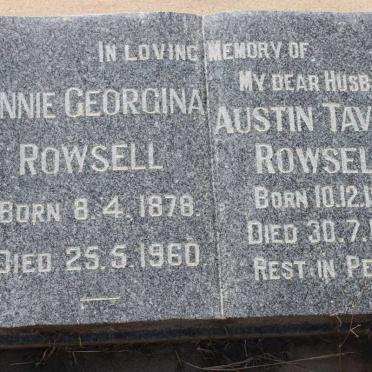 IN LOVING MEMORY OF
NNIE GEORGINA
ROWSELL
BORN 8.4.1878.
DIED 25.5.1960.
MY DEAR HUSB
AUSTIN TAV
ROWSEL
BORN 10.12.1
DIED 30.7.1
REST IN PE